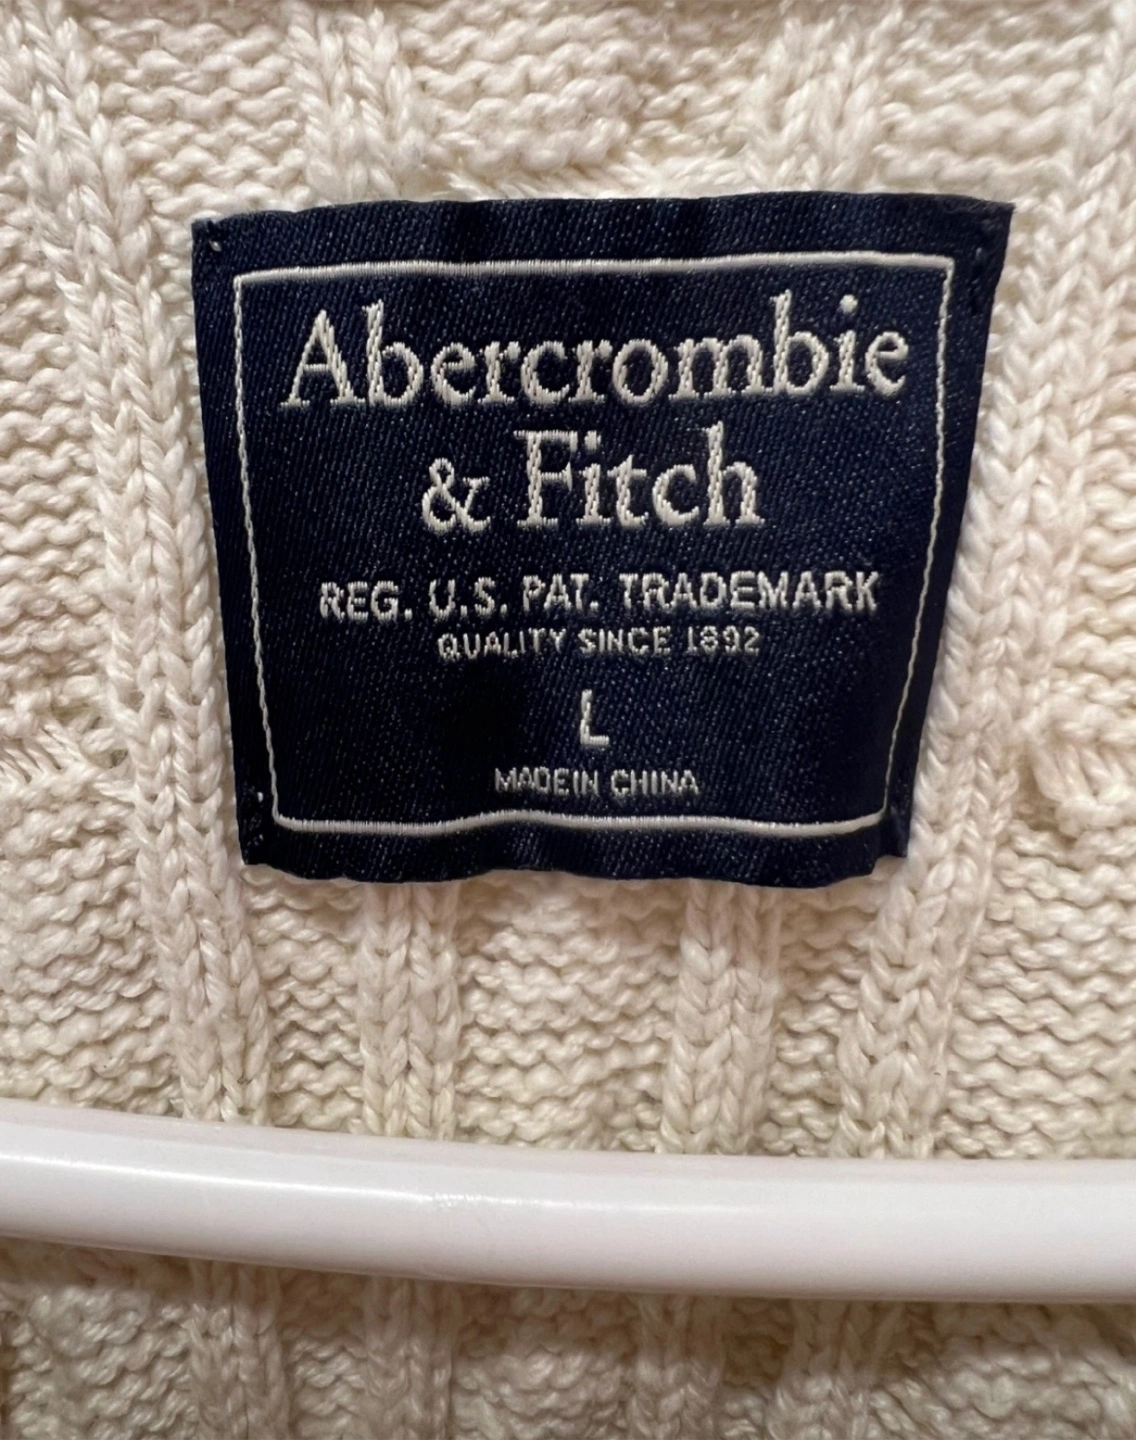 Abercrombie
& Fitch
REG. U.S. PAT. TRADEMARK
QUALITY SINCE 1892
L
MADE IN CHINA